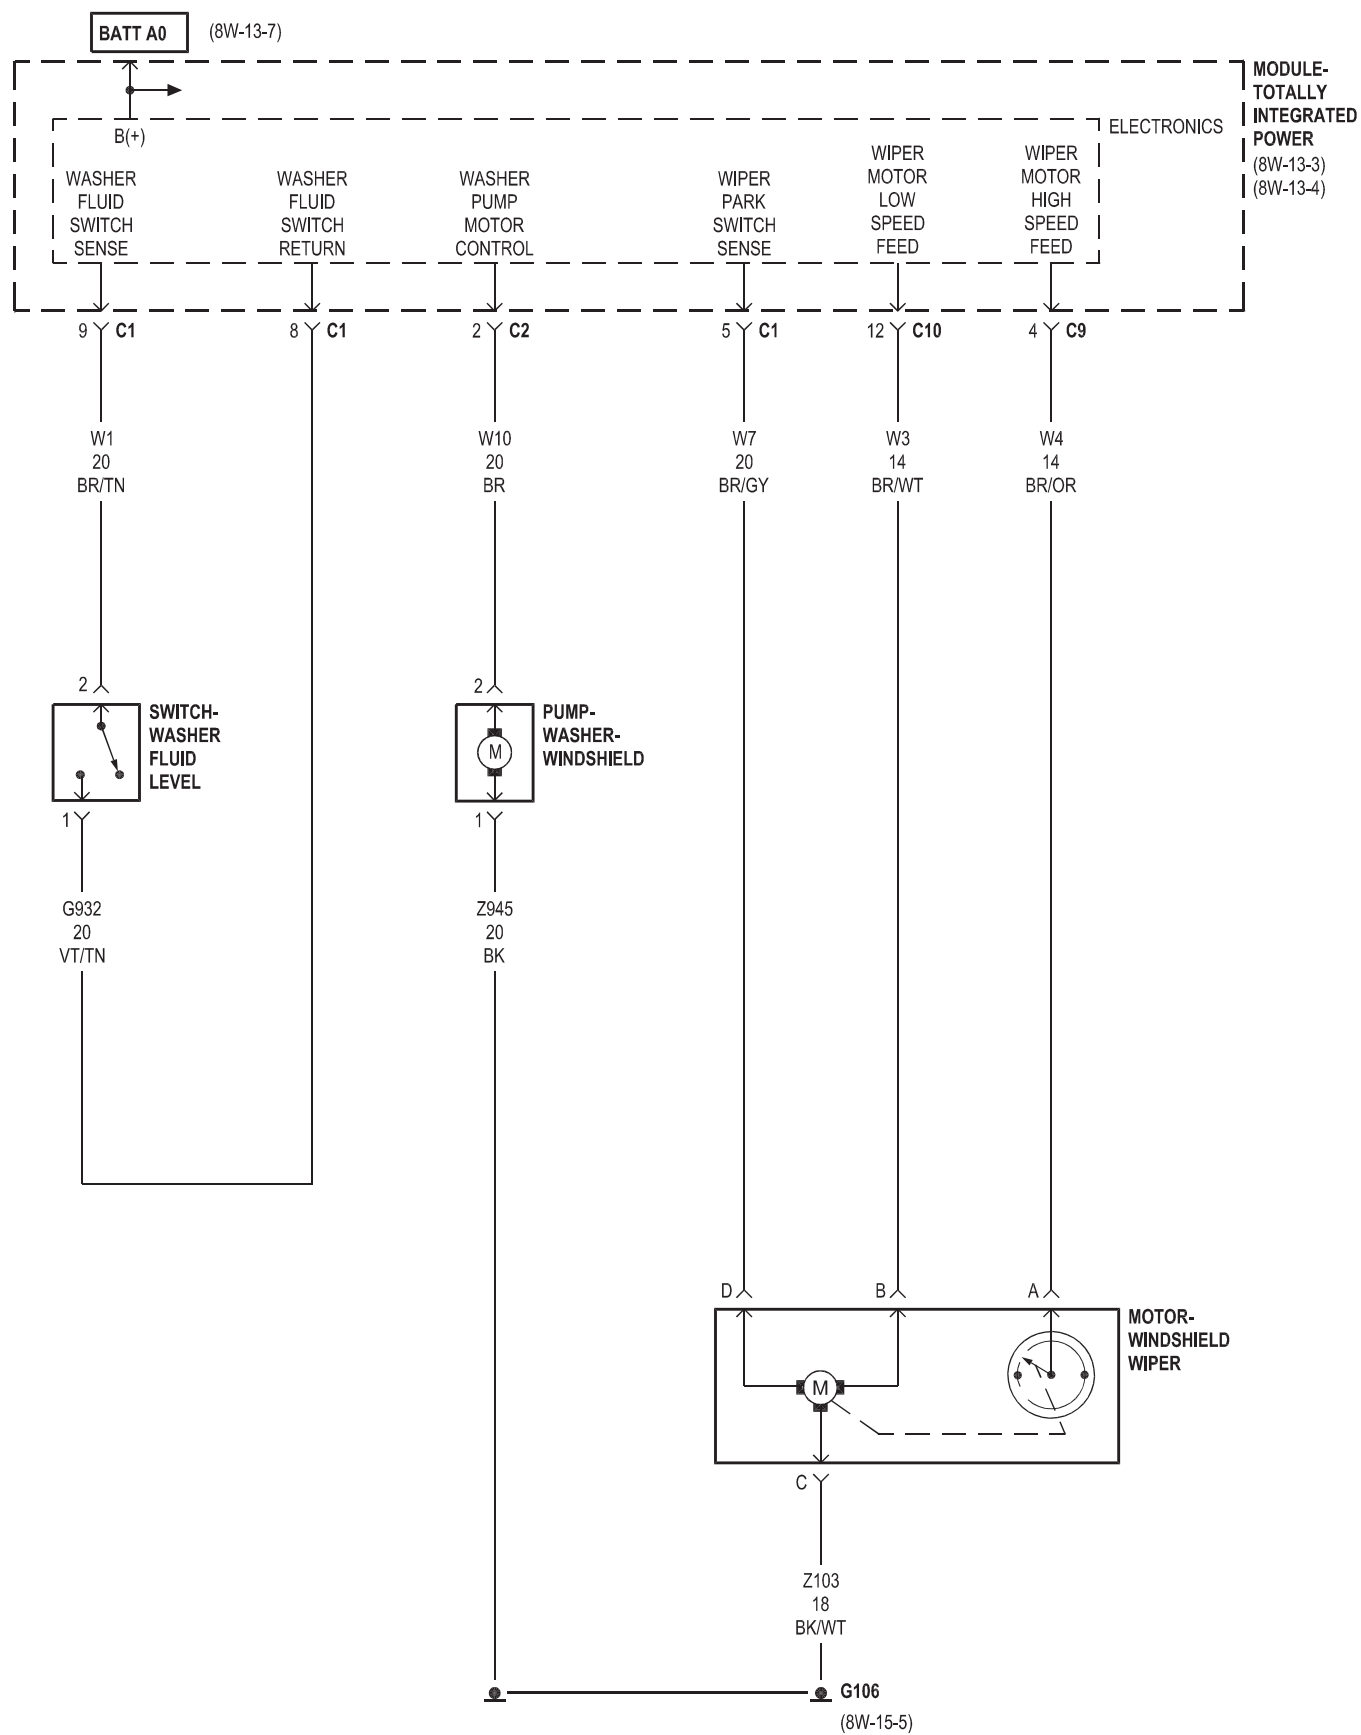 BATT A0 (8W-13-7)
MODULE-
TOTALLY
INTEGRATED
POWER
(8W-13-3)
(8W-13-4)
B(+)
ELECTRONICS
WASHER
FLUID
SWITCH
SENSE
WASHER
FLUID
SWITCH
RETURN
WASHER
PUMP
MOTOR
CONTROL
WIPER
PARK
SWITCH
SENSE
WIPER
MOTOR
LOW
SPEED
FEED
WIPER
MOTOR
HIGH
SPEED
FEED
9 C1
8 C1
2 C2
5 C1
12 C10
4 C9
W1
20
BR/TN
W10
20
BR
W7
20
BR/GY
W3
14
BR/WT
W4
14
BR/OR
2
SWITCH-
WASHER
FLUID
LEVEL
1
2
PUMP-
WASHER-
WINDSHIELD
M
1
G932
20
VT/TN
Z945
20
BK
D
B
A
MOTOR-
WINDSHIELD
WIPER
M
C
Z103
18
BK/WT
G106
(8W-15-5)